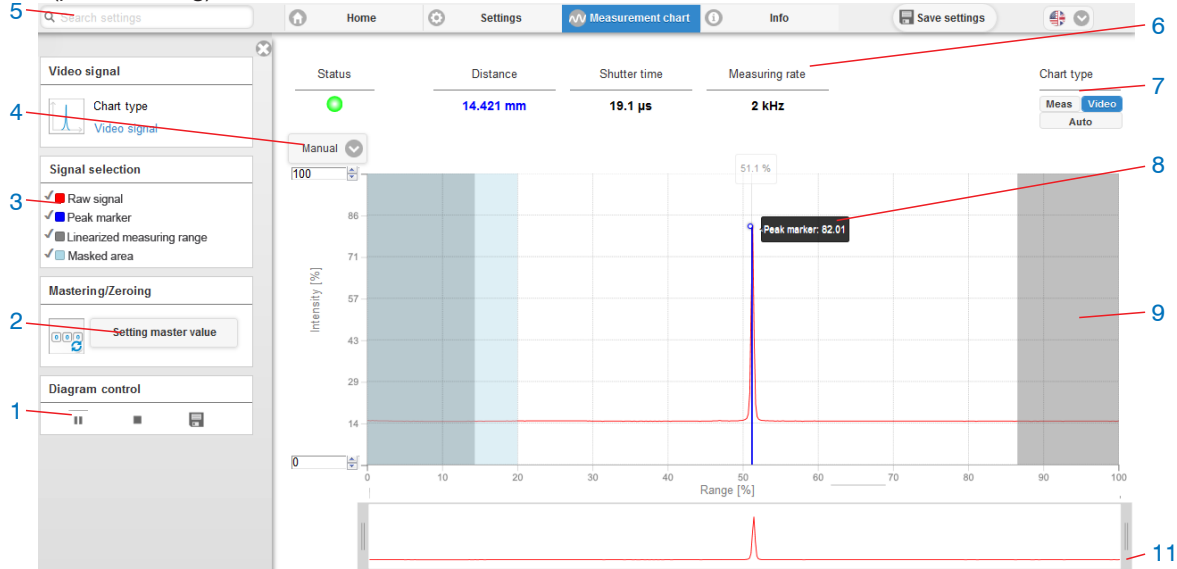 5
Search settings
Home
Settings
Measurement chart
Info
Save settings
6
Video signal
Chart type
Video signal
4
Status
Distance
14.421 mm
Shutter time
19.1 µs
Measuring rate
2 kHz
Chart type
Meas
Video
Auto
7
Signal selection
3
Raw signal
Peak marker
Linearized measuring range
Masked area
Mastering/Zeroing
2
000
Setting master value
Diagram control
1
Manual
100
86
71
57
43
29
14
0
Intensity [%]
51.1 %
8
Peak marker: 82.01
9
0 10 20 30 40 50 60 70 80 90 100
Range [%]
11